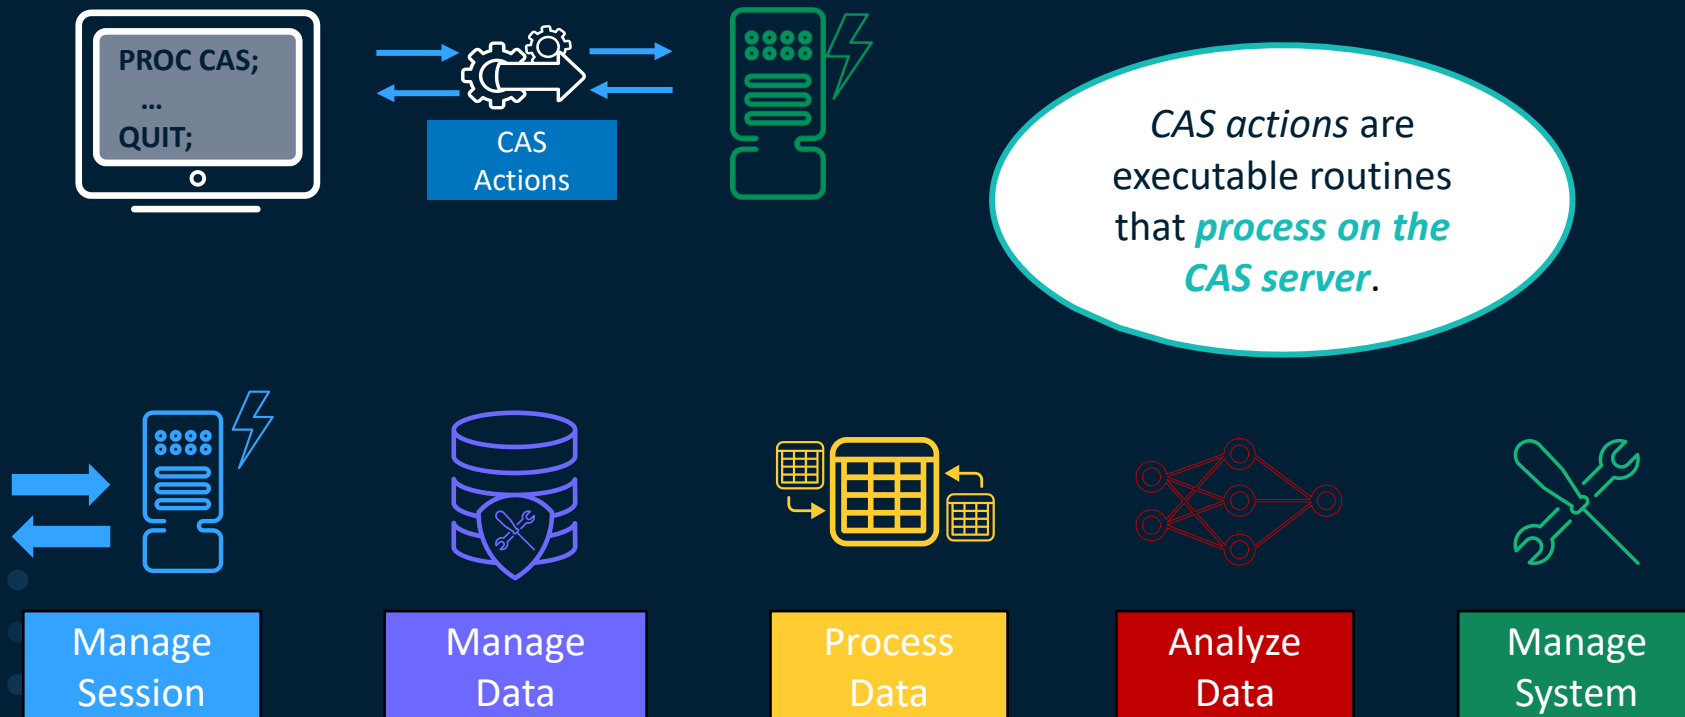 PROC CAS;
...
QUIT;
CAS
Actions
CAS actions are
executable routines
that process on the
CAS server.
Manage
Session
Manage
Data
Process
Data
Analyze
Data
Manage
System